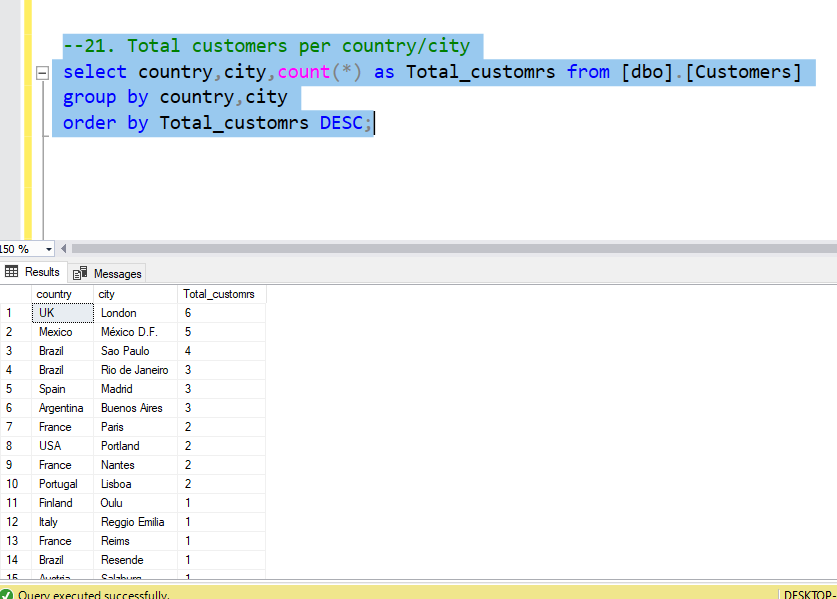 --21. Total customers per country/city
select country,city,count(*) as Total_customrs from [dbo].[Customers]
group by country,city
order by Total_customrs DESC;
150 %
Results Messages
country city Total_customrs
1 UK London 6
2 Mexico México D.F. 5
3 Brazil Sao Paulo 4
4 Brazil Rio de Janeiro 3
5 Spain Madrid 3
6 Argentina Buenos Aires 3
7 France Paris 2
8 USA Portland 2
9 France Nantes 2
10 Portugal Lisboa 2
11 Finland Oulu 1
12 Italy Reggio Emilia 1
13 France Reims 1
14 Brazil Resende 1
15 Austria Salzburg 1
Query executed successfully. DESKTOP-